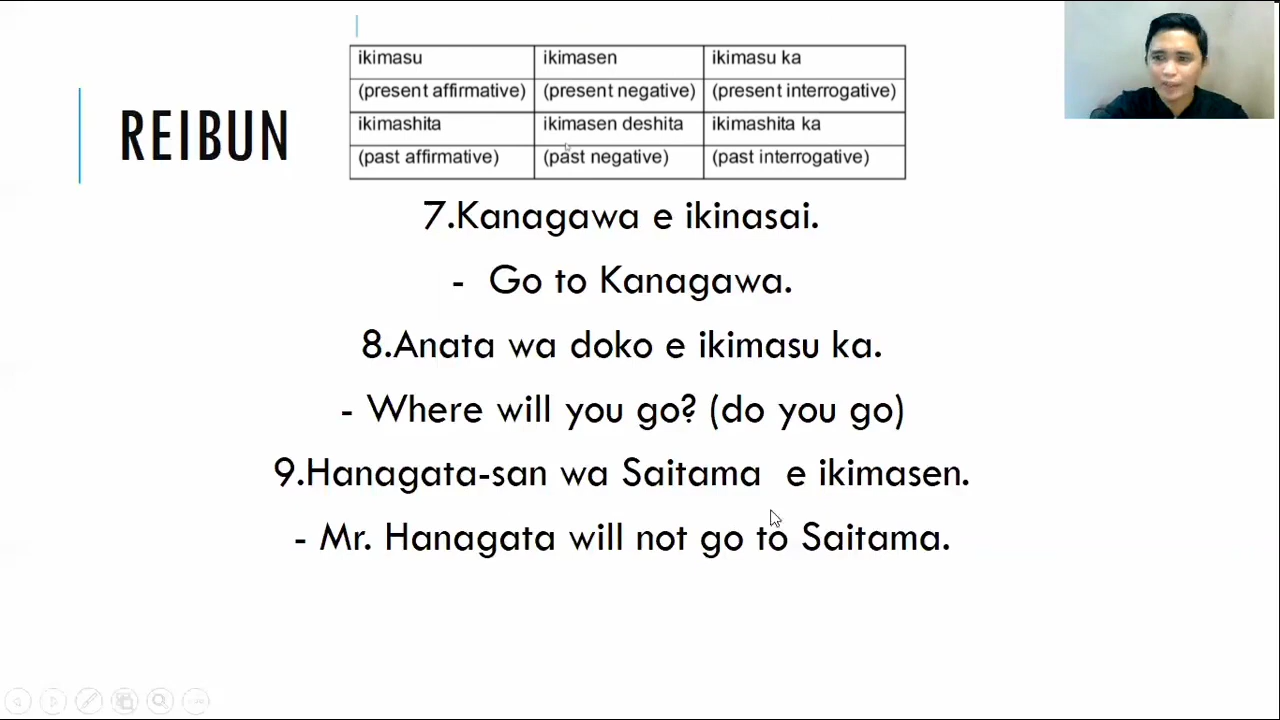 REIBUN
ikimasu ikimasen ikimasu ka
(present affirmative) (present negative) (present interrogative)
ikimashita ikimasen deshita ikimashita ka
(past affirmative) (past negative) (past interrogative)
7.Kanagawa e ikinasai.
- Go to Kanagawa.
8.Anata wa doko e ikimasu ka.
- Where will you go? (do you go)
9.Hanagata-san wa Saitama e ikimasen.
- Mr. Hanagata will not go to Saitama.